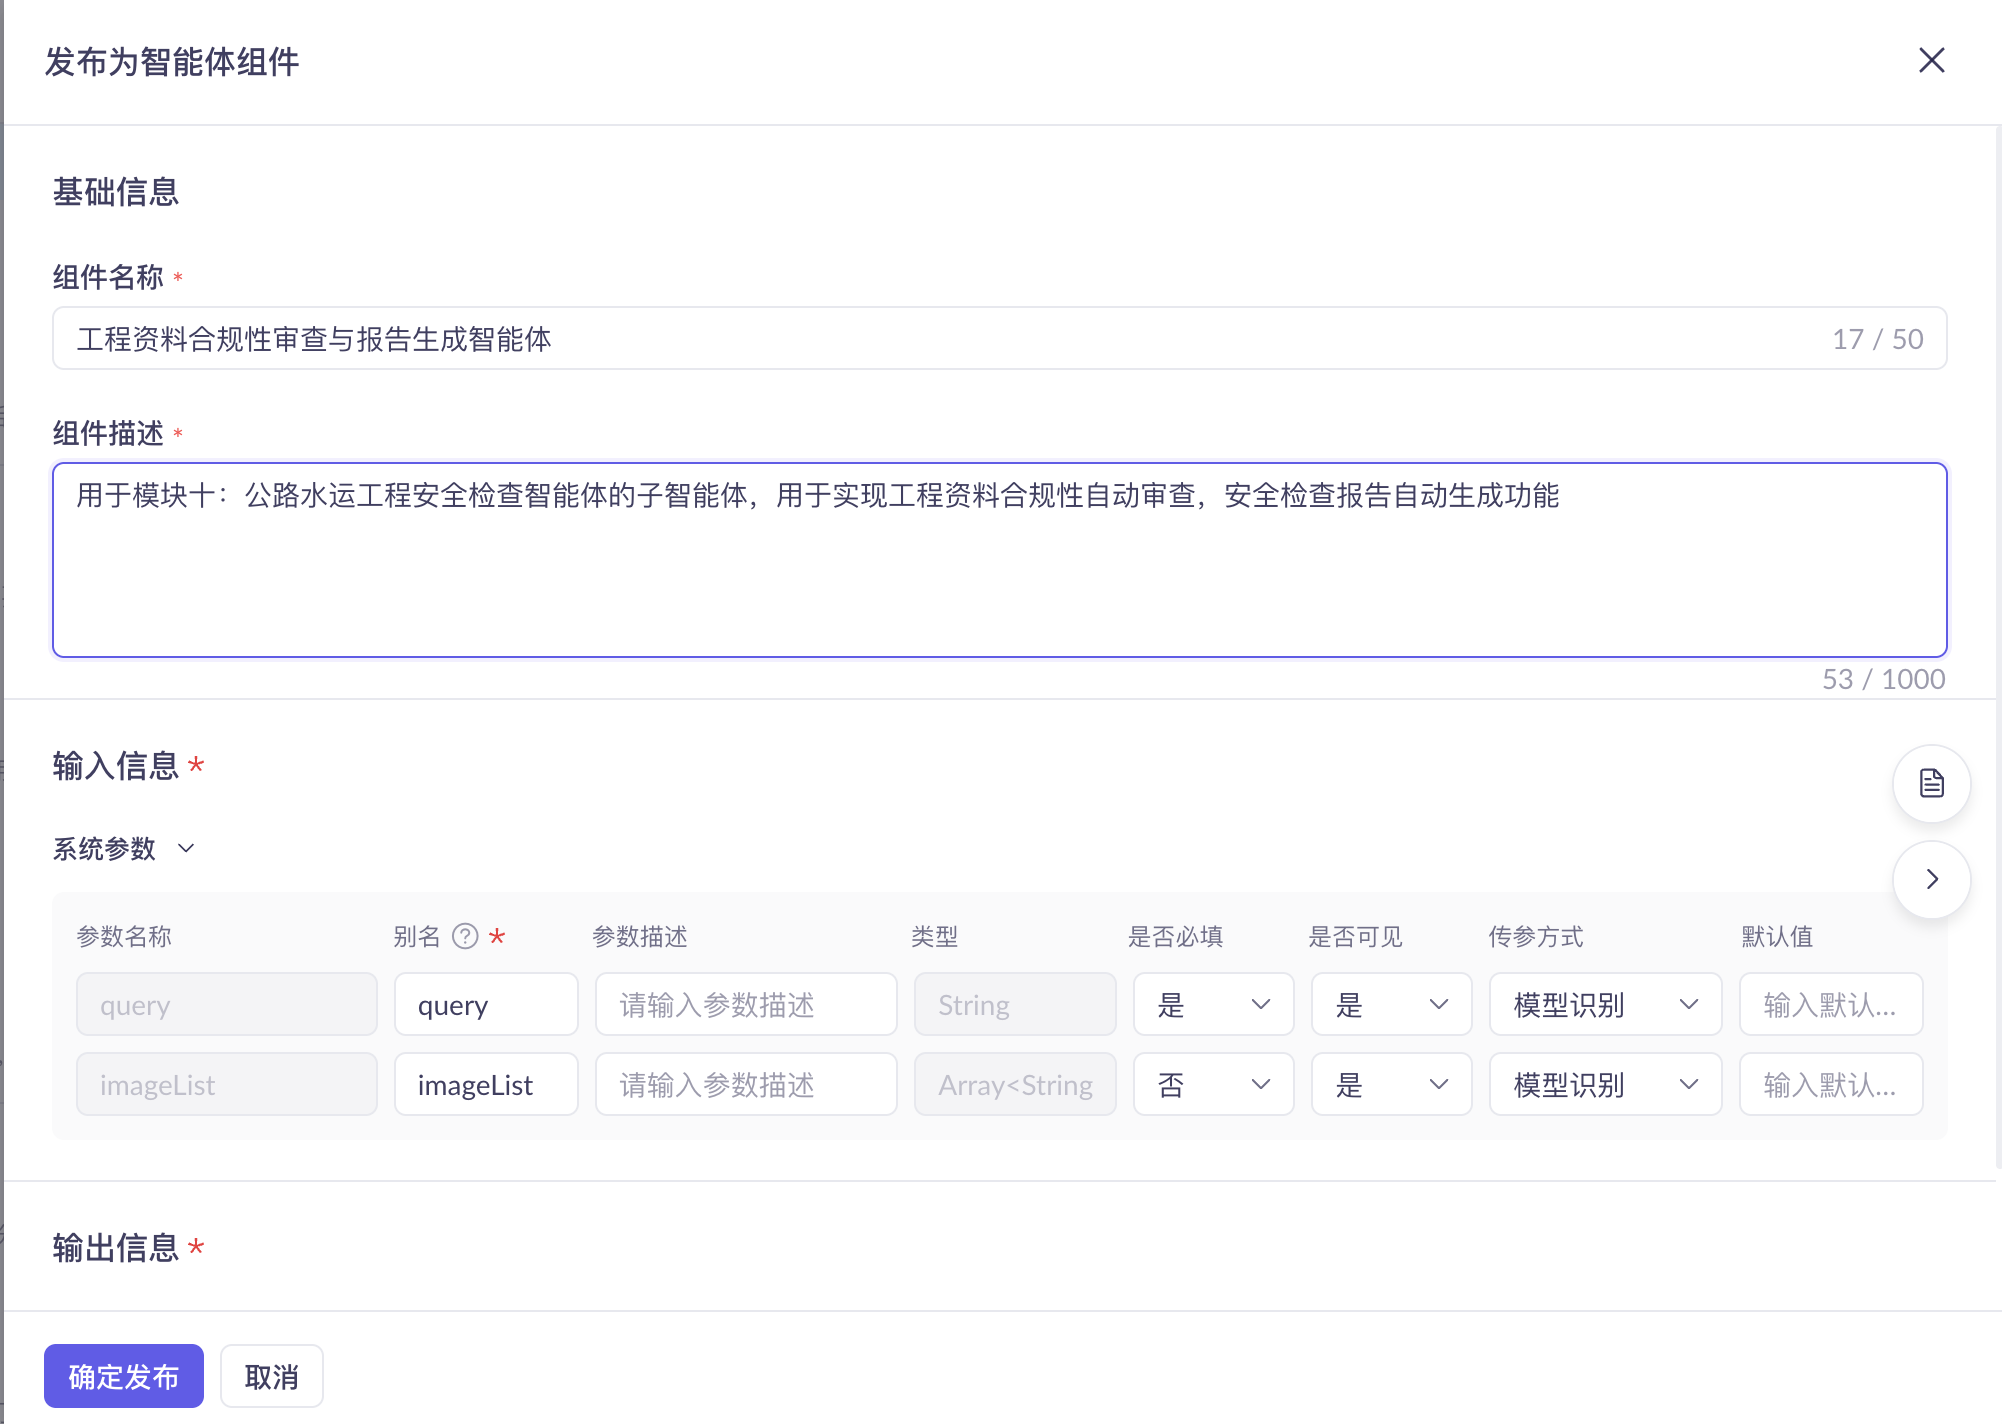 发布为智能体组件
基础信息
组件名称 *
工程资料合规性审查与报告生成智能体 17 / 50
组件描述 *
用于模块十：公路水运工程安全检查智能体的子智能体，用于实现工程资料合规性自动审查，安全检查报告自动生成功能
53 / 1000
输入信息 *
系统参数
参数名称 别名 ? * 参数描述 类型 是否必填 是否可见 传参方式 默认值
query query 请输入参数描述 String 是 是 模型识别 输入默认...
imageList imageList 请输入参数描述 Array<String 否 是 模型识别 输入默认...
输出信息 *
确定发布 取消